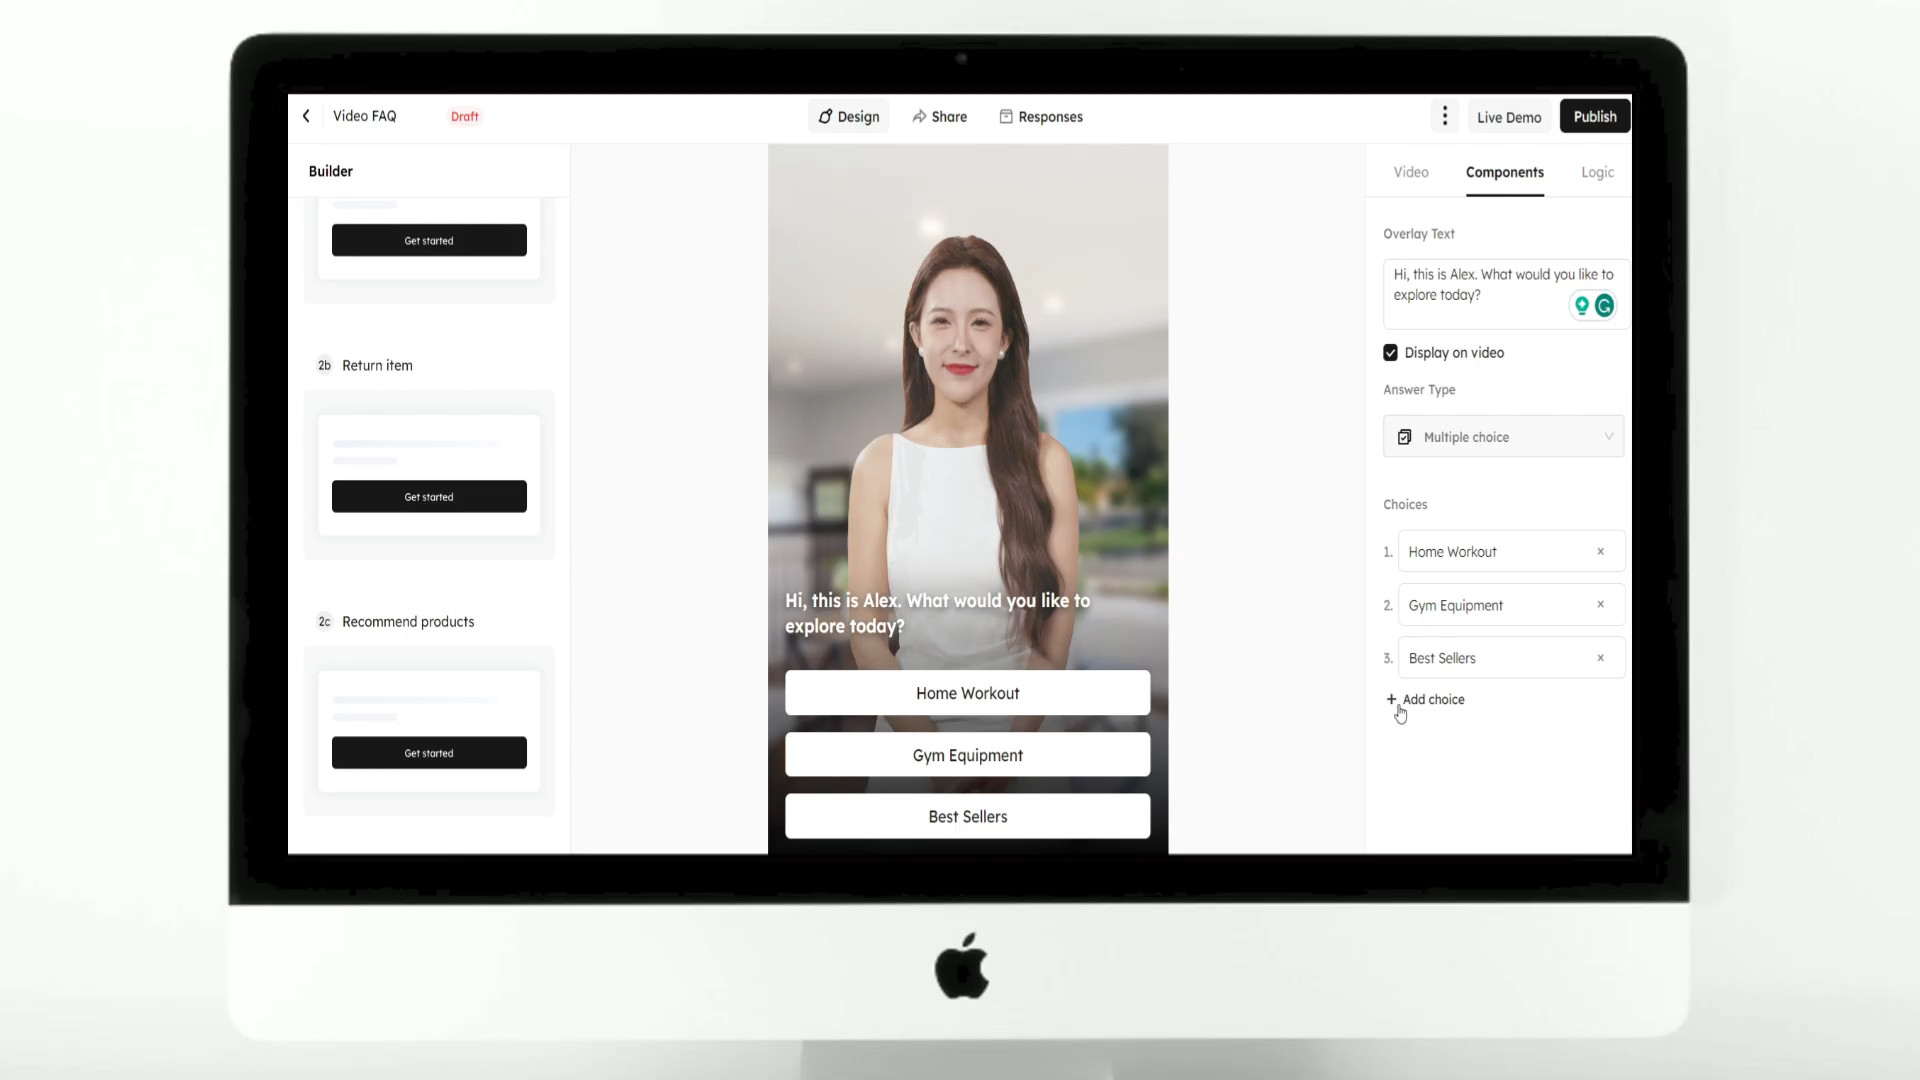 Video FAQ
Draft
Design
Share
Responses
Live Demo
Publish
Builder
Get started
2b Return item
Get started
2c Recommend products
Get started
Hi, this is Alex. What would you like to
explore today?
Home Workout
Gym Equipment
Best Sellers
Video
Components
Logic
Overlay Text
Hi, this is Alex. What would you like to
explore today?
Display on video
Answer Type
Multiple choice
Choices
1. Home Workout
2. Gym Equipment
3. Best Sellers
+ Add choice